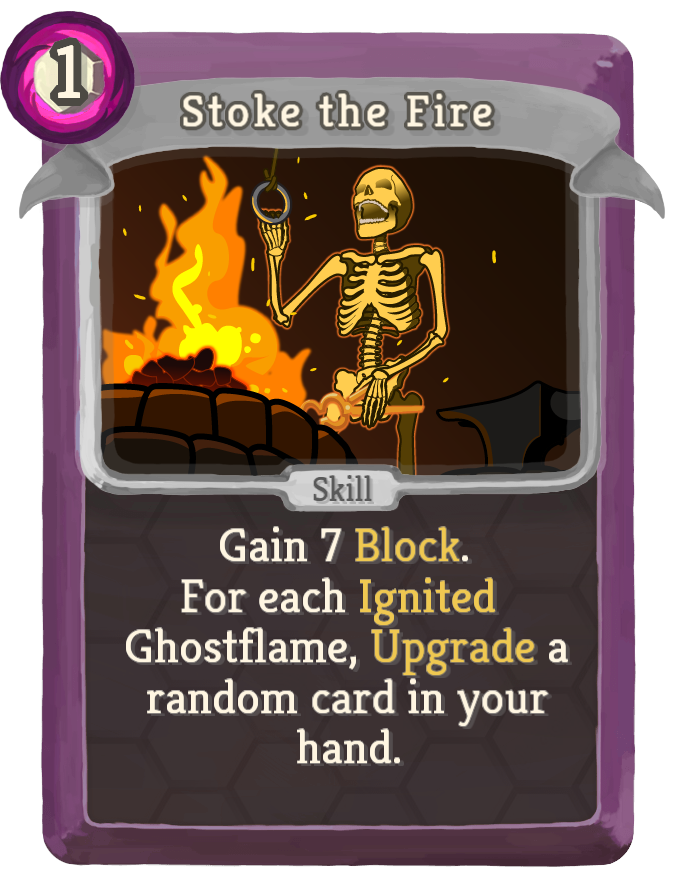 1
Stoke the Fire
Skill
Gain 7 Block.
For each Ignited
Ghostflame, Upgrade a
random card in your
hand.